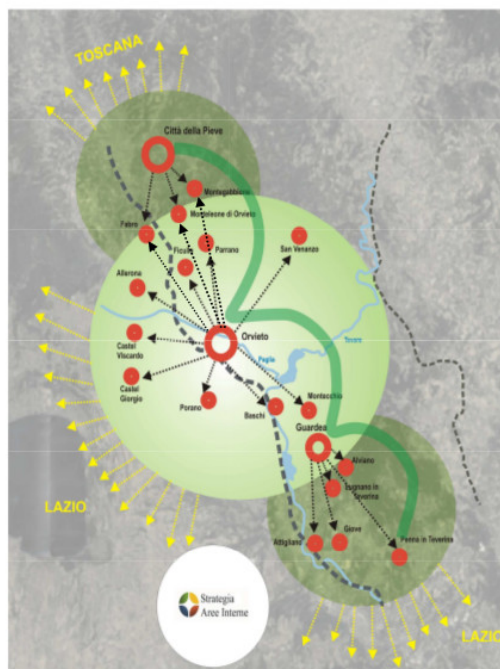 TOSCANA
Città della Pieve
Montegabbione
Monteleone di Orvieto
Fabro
Parrano
San Venanzo
Ficulle
Allerona
Orvieto
Tevere
Castel
Viscardo
Paglia
Castel
Giorgio
Porano
Baschi
Montecchio
Guardea
Alviano
Lugnano in
Teverina
LAZIO
Attigliano
Giove
Penna in Teverina
Strategia
Aree Interne
LAZIO